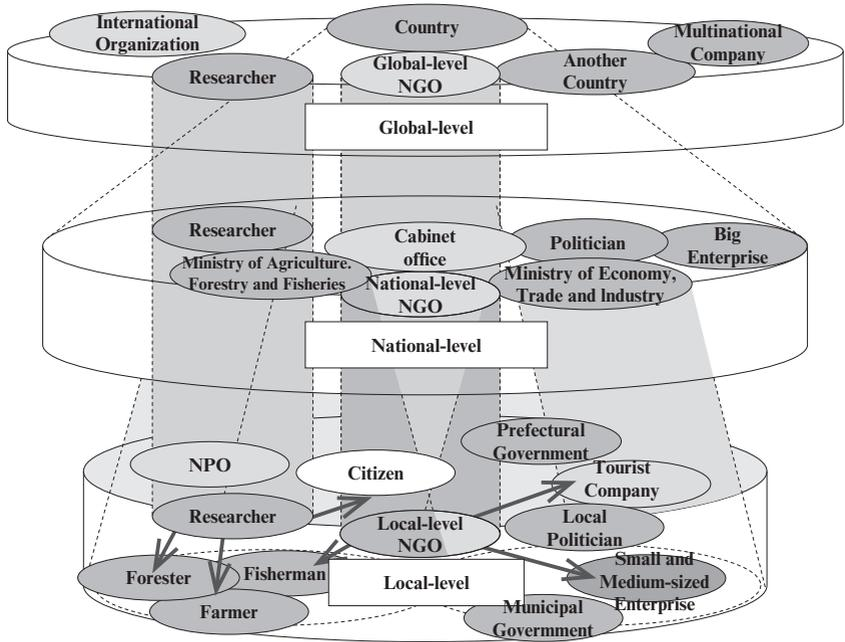 International
Organization
Country
Multinational
Company
Researcher
Global-level
NGO
Another
Country
Global-level
Researcher
Cabinet
office
Politician
Big
Enterprise
Ministry of Agriculture.
Forestry and Fisheries
National-level
NGO
Ministry of Economy,
Trade and lndustry
National-level
Prefectural
Government
NPO
Citizen
Tourist
Company
Researcher
Local-level
NGO
Local
Politician
Forester
Fisherman
Local-level
Small and
Medium-sized
Enterprise
Farmer
Municipal
Governmment